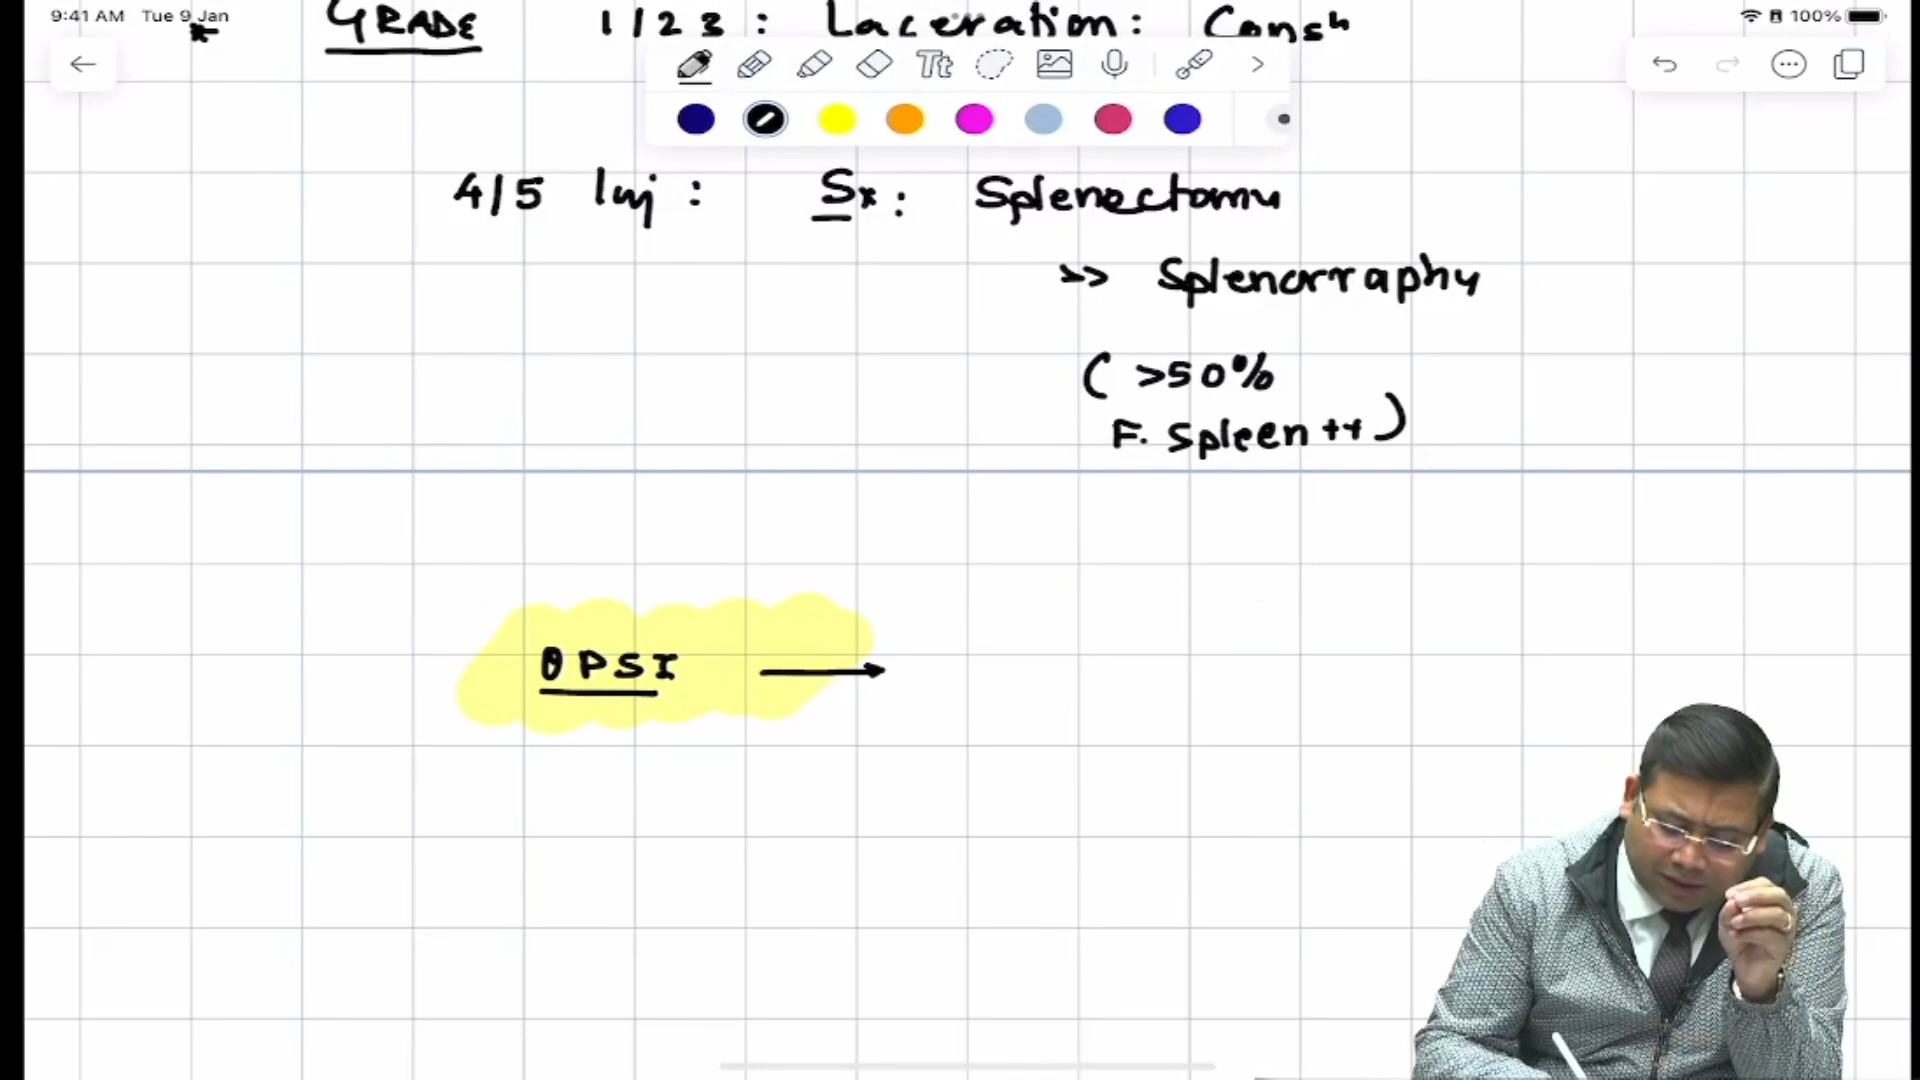 9:41 AM Tue 9 Jan
100%
GRADE 1/2 3 : Laceration : Consh
Tt
4/5 Inj : Sx : Splenectomy
>> Splenorraphy
( >50%
F. Spleen ++ )
OPSI →